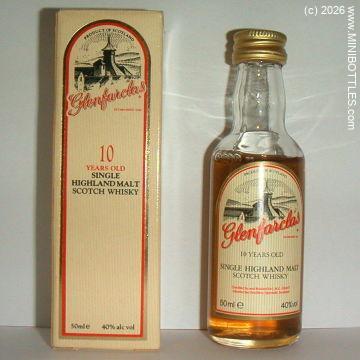 PRODUCT OF SCOTLAND
Glenfarclas
10
YEARS OLD
SINGLE
HIGHLAND MALT
SCOTCH WHISKY
50ml e 40% alc vol
Glenfarclas
10 YEARS OLD
SINGLE HIGHLAND MALT
SCOTCH WHISKY
50ml e 40%vol
(c) 2026 www.MINIBOTTLES.com